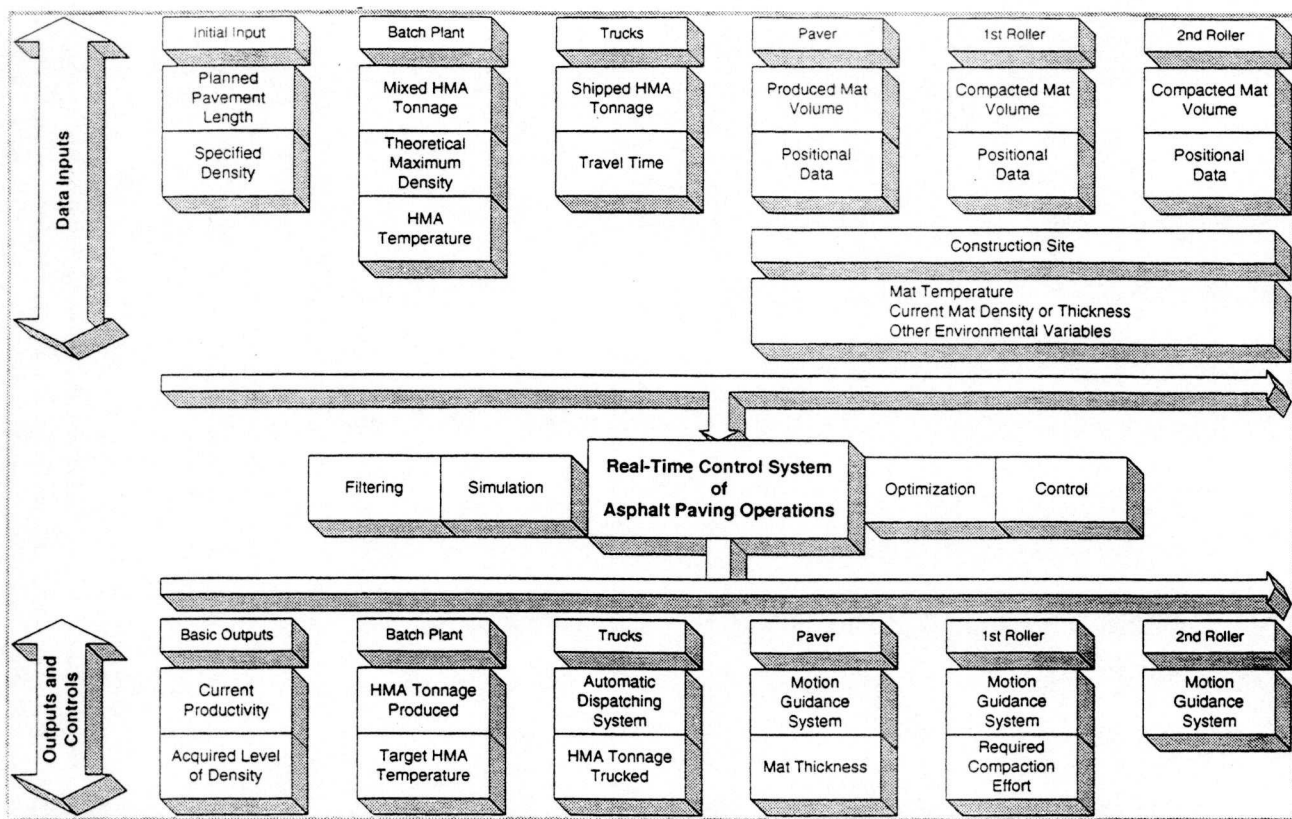 Data Inputs
Initial Input
Planned
Pavement
Length
Specified
Density
Batch Plant
Mixed HMA
Tonnage
Theoretical
Maximum
Density
HMA
Temperature
Trucks
Shipped HMA
Tonnage
Travel Time
Paver
Produced Mat
Volume
Positional
Data
1st Roller
Compacted Mat
Volume
Positional
Data
2nd Roller
Compacted Mat
Volume
Positional
Data
Construction Site
Mat Temperature
Current Mat Density or Thickness
Other Environmental Variables
Filtering
Simulation
Real-Time Control System
of
Asphalt Paving Operations
Optimization
Control
Outputs and
Controls
Basic Outputs
Current
Productivity
Acquired Level
of Density
Batch Plant
HMA Tonnage
Produced
Target HMA
Temperature
Trucks
Automatic
Dispatching
System
HMA Tonnage
Trucked
Paver
Motion
Guidance
System
Mat Thickness
1st Roller
Motion
Guidance
System
Required
Compaction
Effort
2nd Roller
Motion
Guidance
System